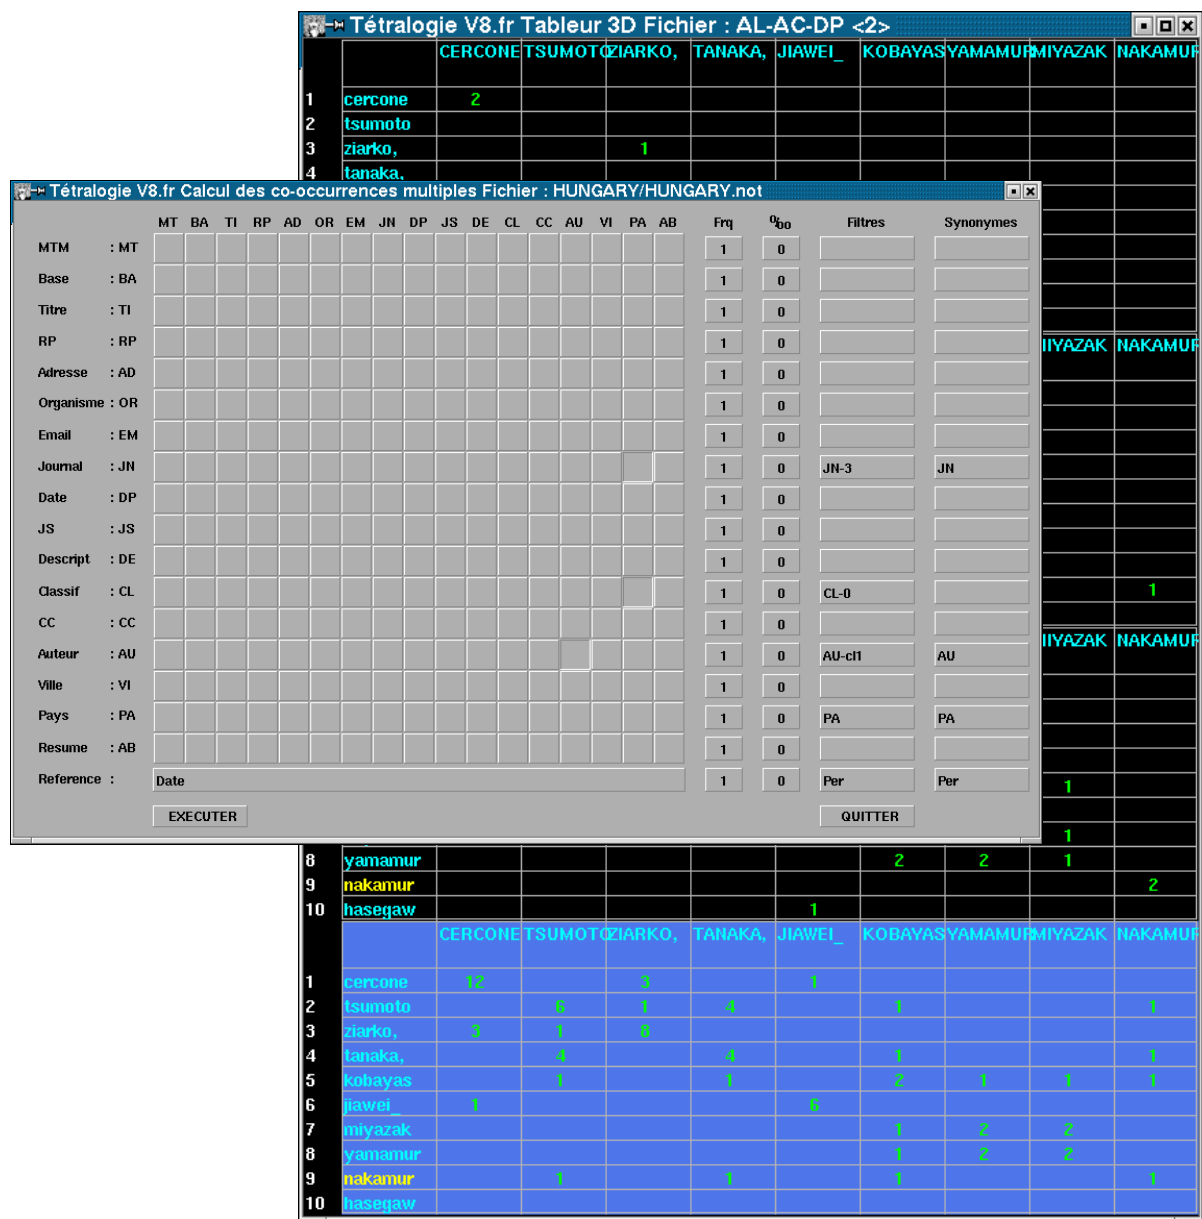 Tétralogie V8.fr Tableur 3D Fichier : AL-AC-DP <2>
CERCONE TSUMOTO ZIARKO, TANAKA, JIAWEI_ KOBAYAS YAMAMUR MIYAZAK NAKAMUR
1 cercone 2
2 tsumoto
3 ziarko, 1
4 tanaka,
Tétralogie V8.fr Calcul des co-occurrences multiples Fichier : HUNGARY/HUNGARY.not
MT BA TI RP AD OR EM JN DP JS DE CL CC AU VI PA AB Frq %00 Filtres Synonymes
MTM : MT 1 0
Base : BA 1 0
Titre : TI 1 0
RP : RP 1 0
IIYAZAK NAKAMUR
Adresse : AD 1 0
Organisme : OR 1 0
Email : EM 1 0
Journal : JN 1 0 JN-3 JN
Date : DP 1 0
JS : JS 1 0
Descript : DE 1 0
Classif : CL 1 0 CL-0
1
CC : CC 1 0
Auteur : AU 1 0 AU-cl1 AU
IIYAZAK NAKAMUR
Ville : VI 1 0
Pays : PA 1 0 PA PA
Resume : AB 1 0
Reference : Date 1 0 Per Per
1
EXECUTER QUITTER
1
8 yamamur 2 2 1
9 nakamur 2
10 hasegaw 1
CERCONE TSUMOTO ZIARKO, TANAKA, JIAWEI_ KOBAYAS YAMAMUR MIYAZAK NAKAMUR
1 cercone 12 3 1
2 tsumoto 6 1 4 1 1
3 ziarko, 3 1 8
4 tanaka, 4 4 1 1
5 kobayas 1 1 2 1 1 1
6 jiawei_ 1 6
7 miyazak 1 2 2
8 yamamur 1 2 2
9 nakamur 1 1 1 1
10 hasegaw